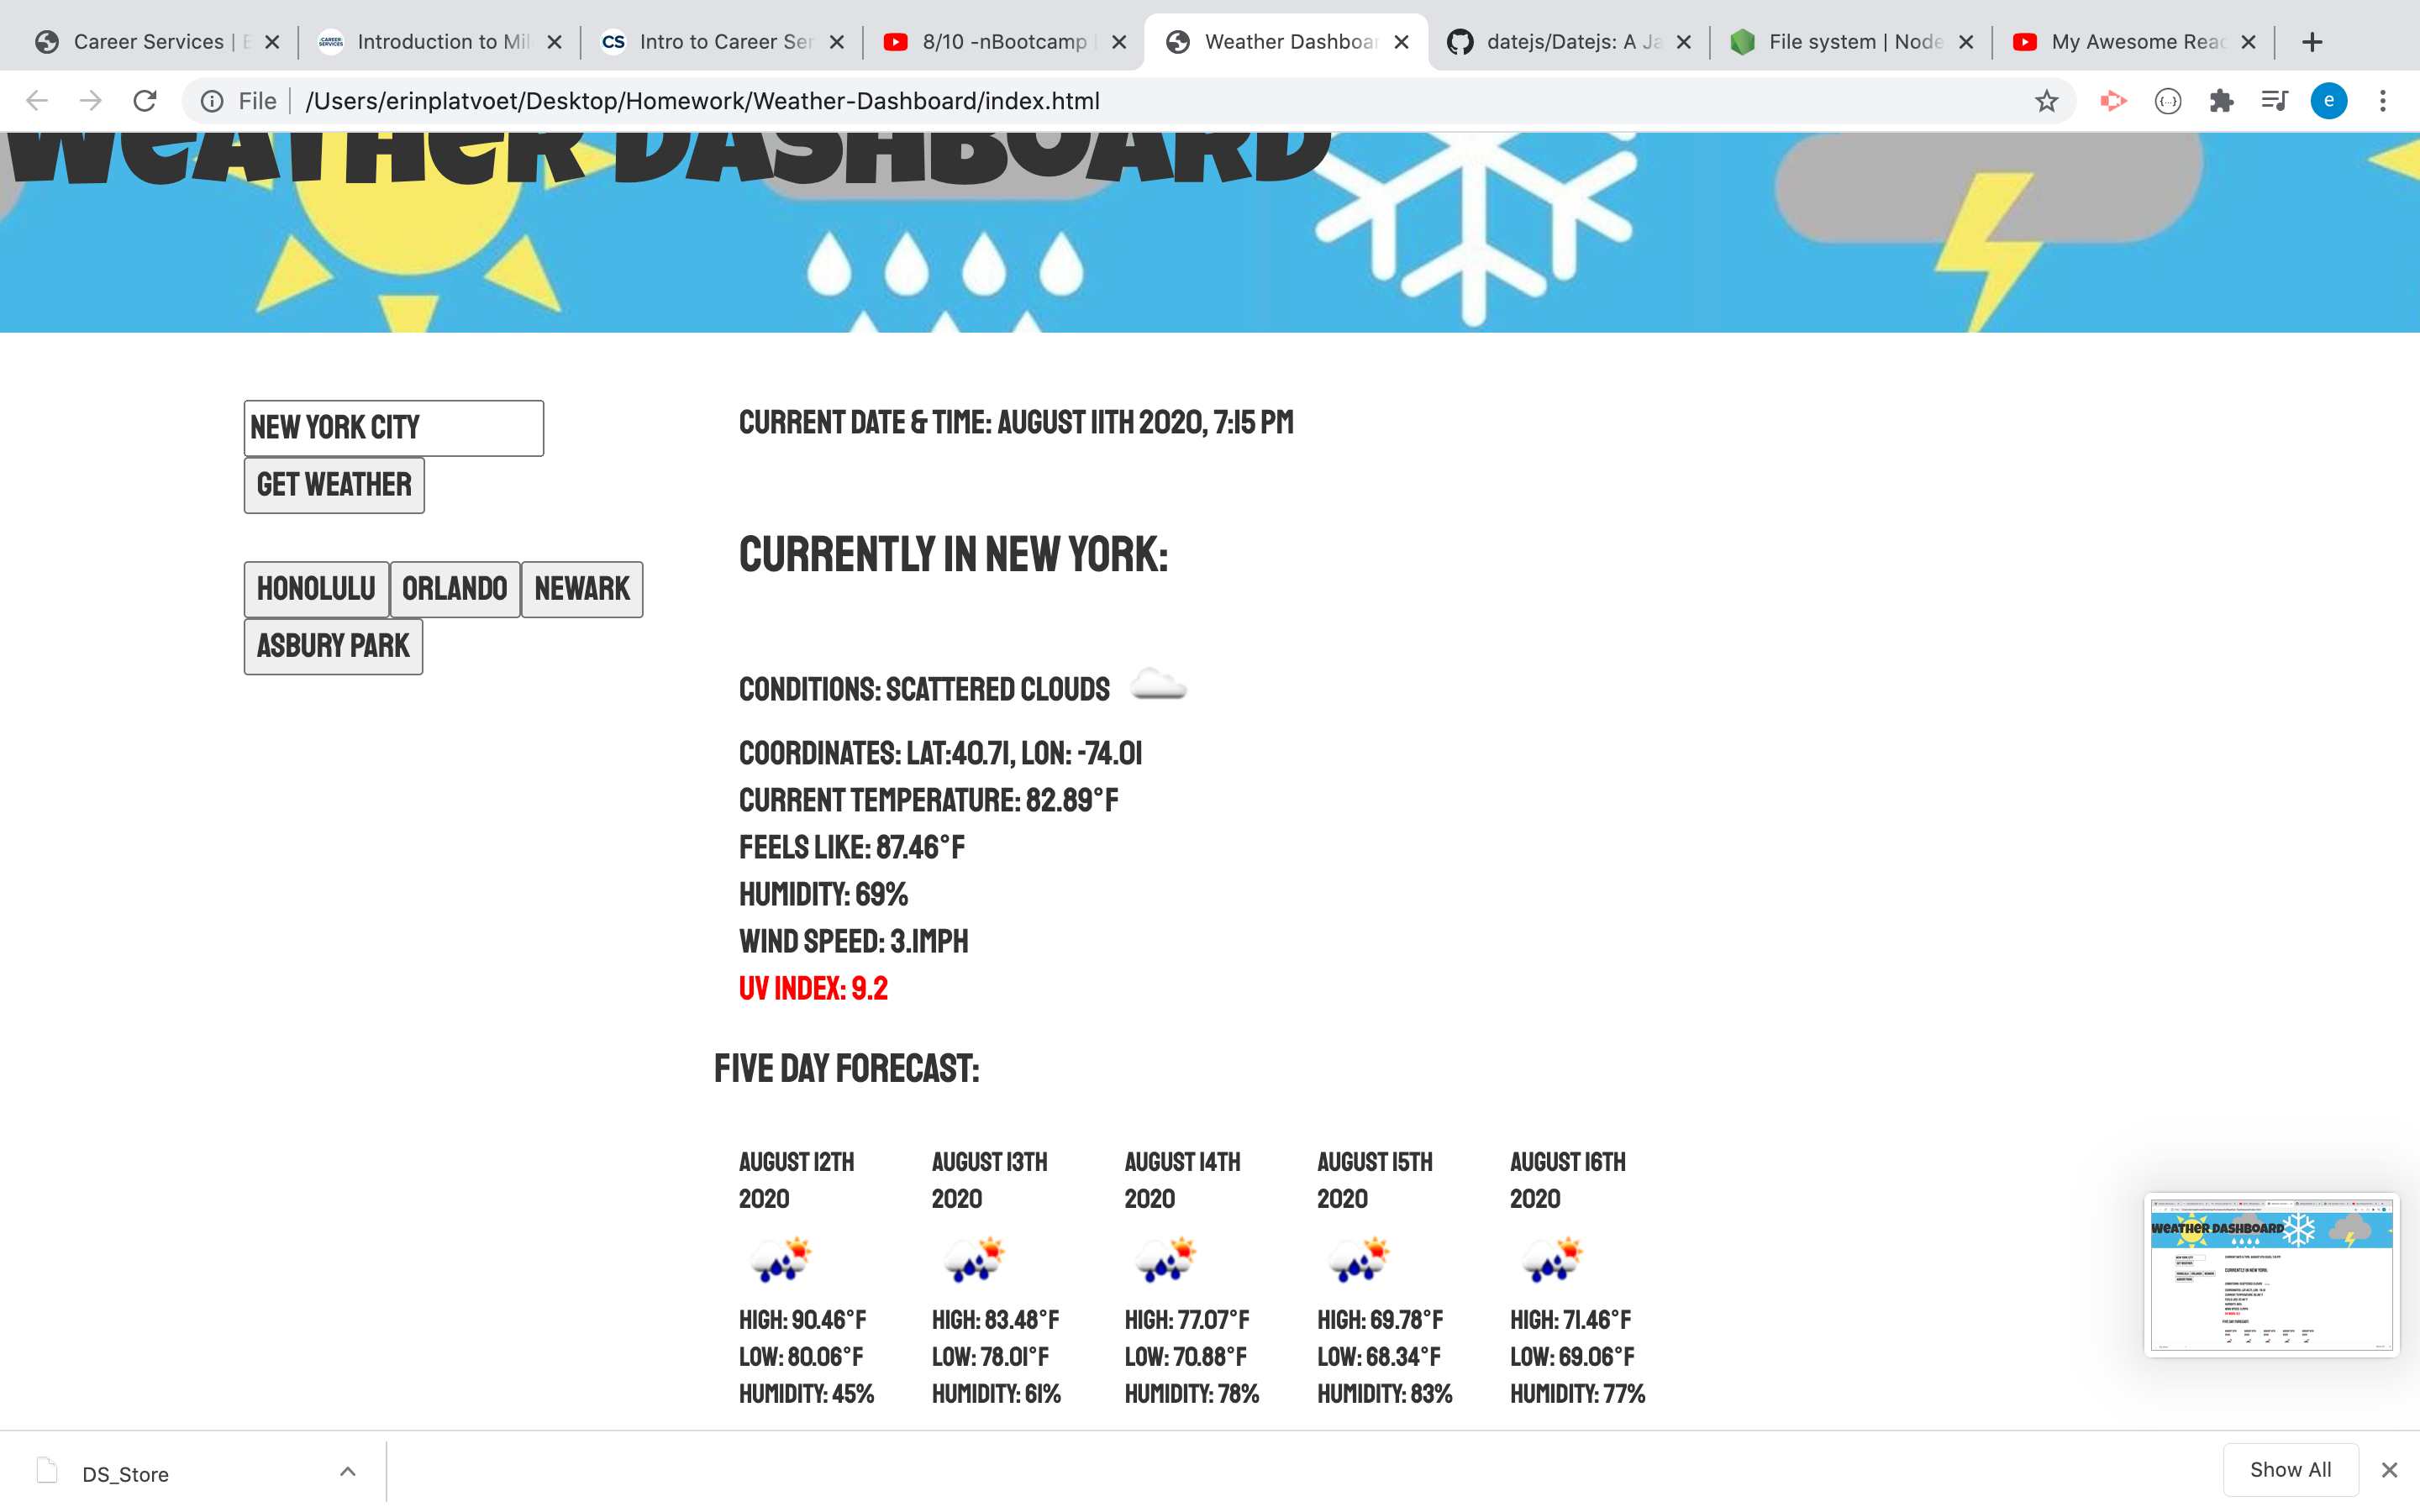 Career Services |
Introduction to Mil
CS
Intro to Career Ser
8/10 -nBootcamp
Weather Dashboar
datejs/Datejs: A Ja
File system | Node
My Awesome Reac
File
/Users/erinplatvoet/Desktop/Homework/Weather-Dashboard/index.html
e
WEATHER DASHBOARD
NEW YORK CITY
GET WEATHER
HONOLULU
ORLANDO
NEWARK
ASBURY PARK
CURRENT DATE & TIME: AUGUST 11TH 2020, 7:15 PM
CURRENTLY IN NEW YORK:
CONDITIONS: SCATTERED CLOUDS
COORDINATES: LAT:40.71, LON: -74.01
CURRENT TEMPERATURE: 82.89°F
FEELS LIKE: 87.46°F
HUMIDITY: 69%
WIND SPEED: 3.1MPH
UV INDEX: 9.2
FIVE DAY FORECAST:
AUGUST 12TH
2020
HIGH: 90.46°F
LOW: 80.06°F
HUMIDITY: 45%
AUGUST 13TH
2020
HIGH: 83.48°F
LOW: 78.01°F
HUMIDITY: 61%
AUGUST 14TH
2020
HIGH: 77.07°F
LOW: 70.88°F
HUMIDITY: 78%
AUGUST 15TH
2020
HIGH: 69.78°F
LOW: 68.34°F
HUMIDITY: 83%
AUGUST 16TH
2020
HIGH: 71.46°F
LOW: 69.06°F
HUMIDITY: 77%
WEATHER DASHBOARD
DS_Store
Show All